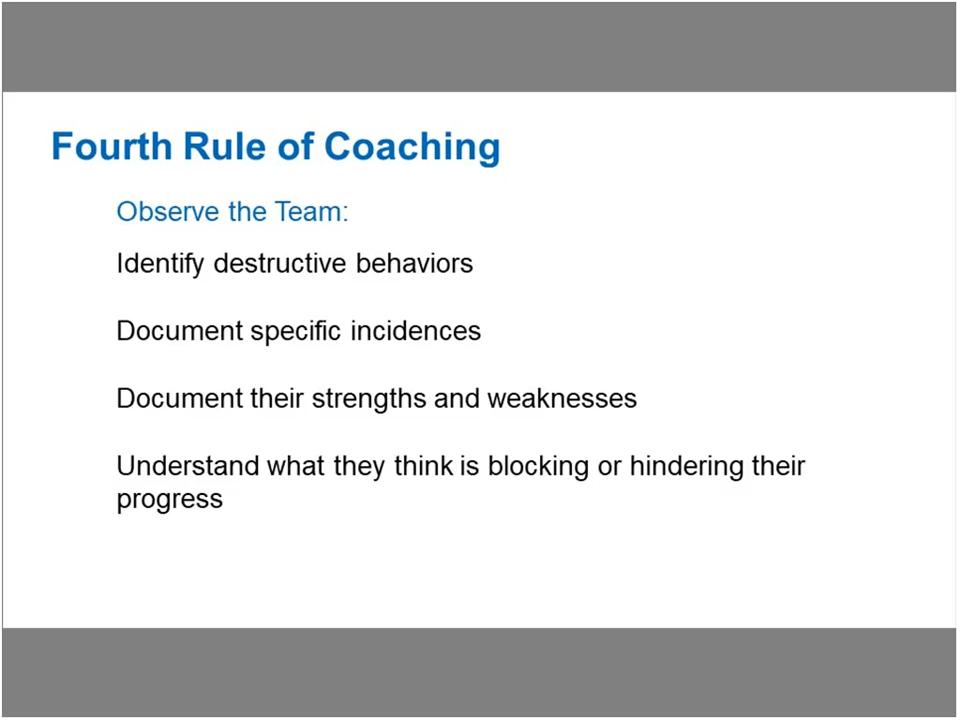 Fourth Rule of Coaching
Observe the Team:
Identify destructive behaviors
Document specific incidences
Document their strengths and weaknesses
Understand what they think is blocking or hindering their
progress